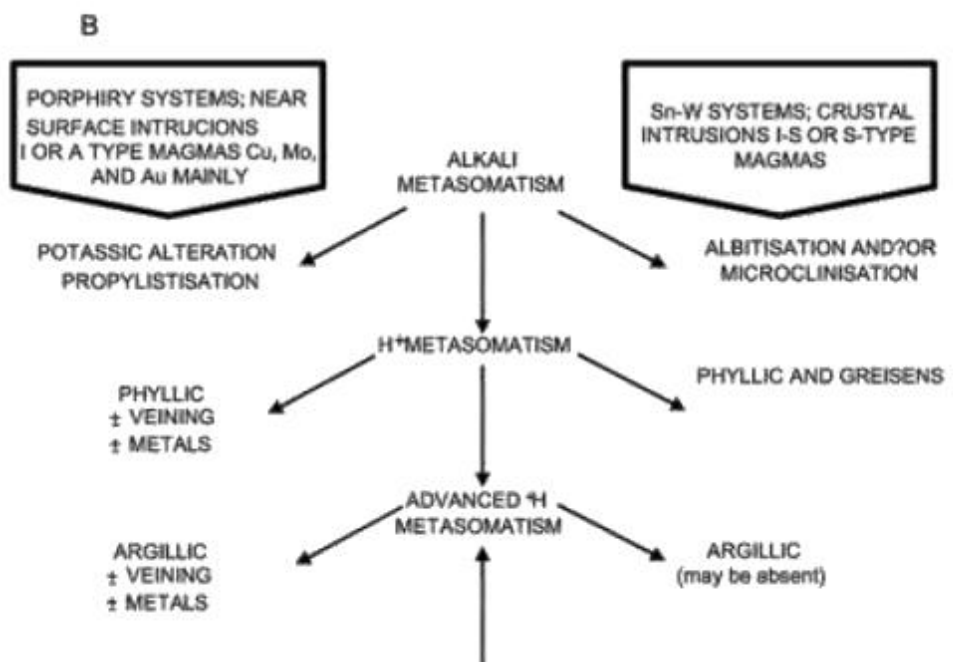 B
PORPHIRY SYSTEMS; NEAR
SURFACE INTRUCIONS
I OR A TYPE MAGMAS Cu, Mo,
AND Au MAINLY
Sn-W SYSTEMS; CRUSTAL
INTRUSIONS I-S OR S-TYPE
MAGMAS
ALKALI
METASOMATISM
POTASSIC ALTERATION
PROPYLISTISATION
ALBITISATION AND?OR
MICROCLINISATION
H+METASOMATISM
PHYLLIC
± VEINING
± METALS
PHYLLIC AND GREISENS
ADVANCED +H
METASOMATISM
ARGILLIC
± VEINING
± METALS
ARGILLIC
(may be absent)